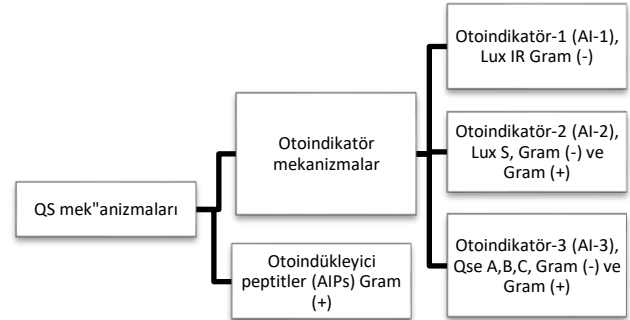 QS mek"anizmaları
Otoindikatör
mekanizmalar
Otoindikatör-1 (AI-1),
Lux IR Gram (-)
Otoindikatör-2 (AI-2),
Lux S, Gram (-) ve
Gram (+)
Otoindikatör-3 (AI-3),
Qse A,B,C, Gram (-) ve
Gram (+)
Otoindükleyici
peptitler (AIPs) Gram
(+)